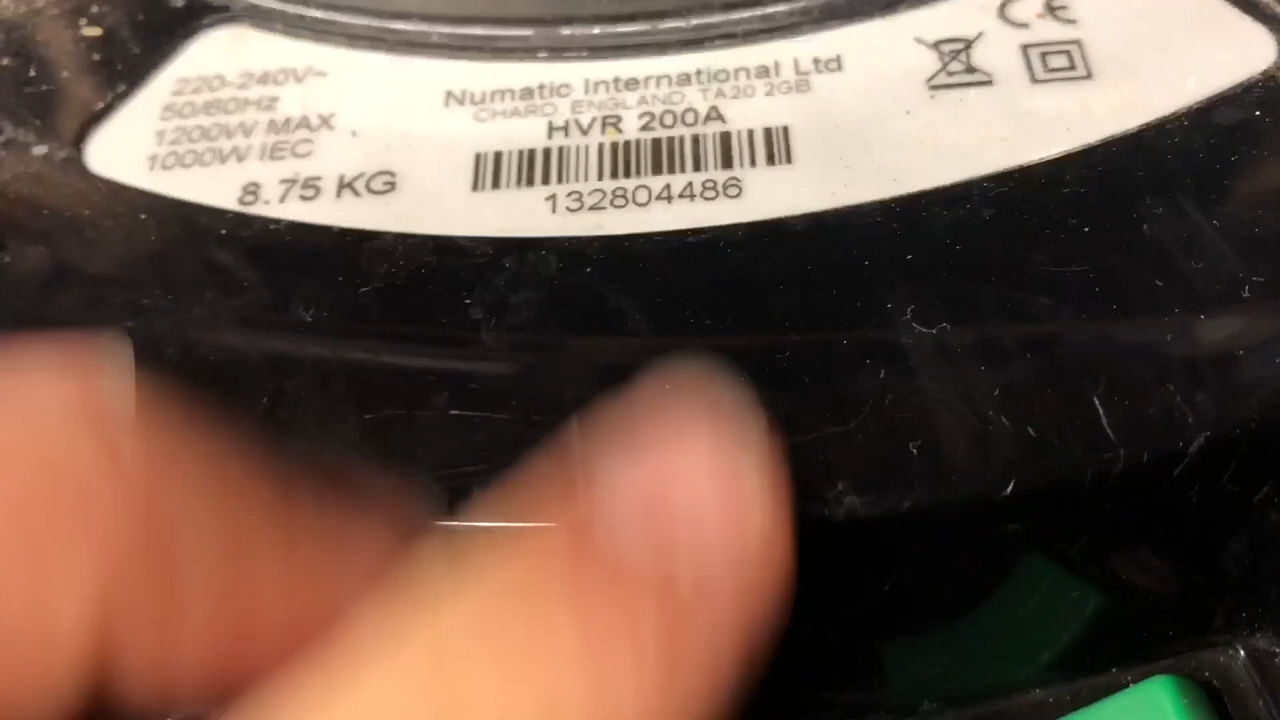 220-240V~
50/60Hz
1200W MAX
1000W IEC
8.75 KG
Numatic International Ltd
CHARD, ENGLAND, TA20 2GB
HVR 200A
132804486
CE